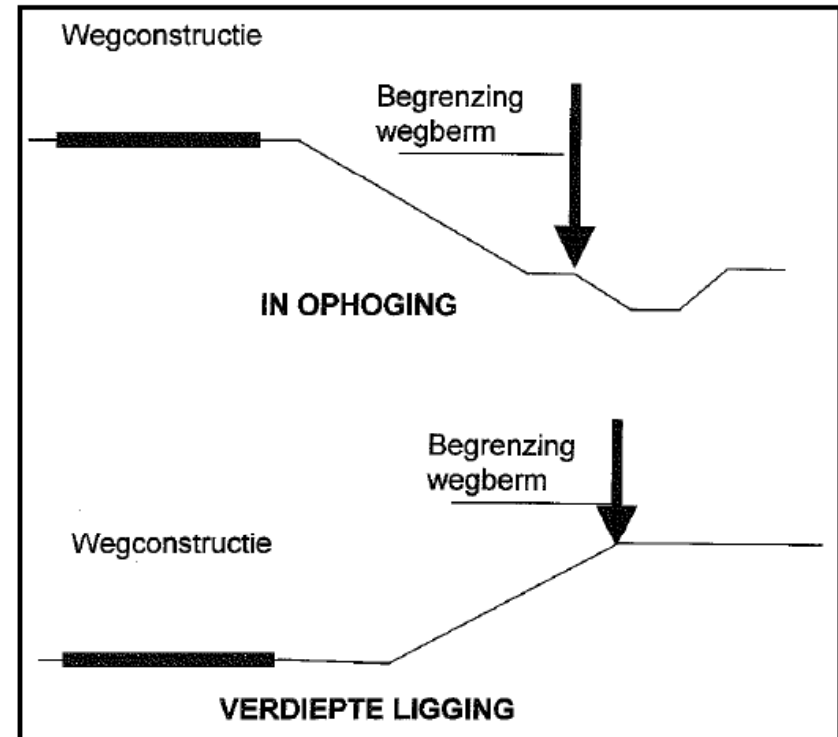 Wegconstructie
Begrenzing
wegberm
IN OPHOGING
Begrenzing
wegberm
Wegconstructie
VERDIEPTE LIGGING